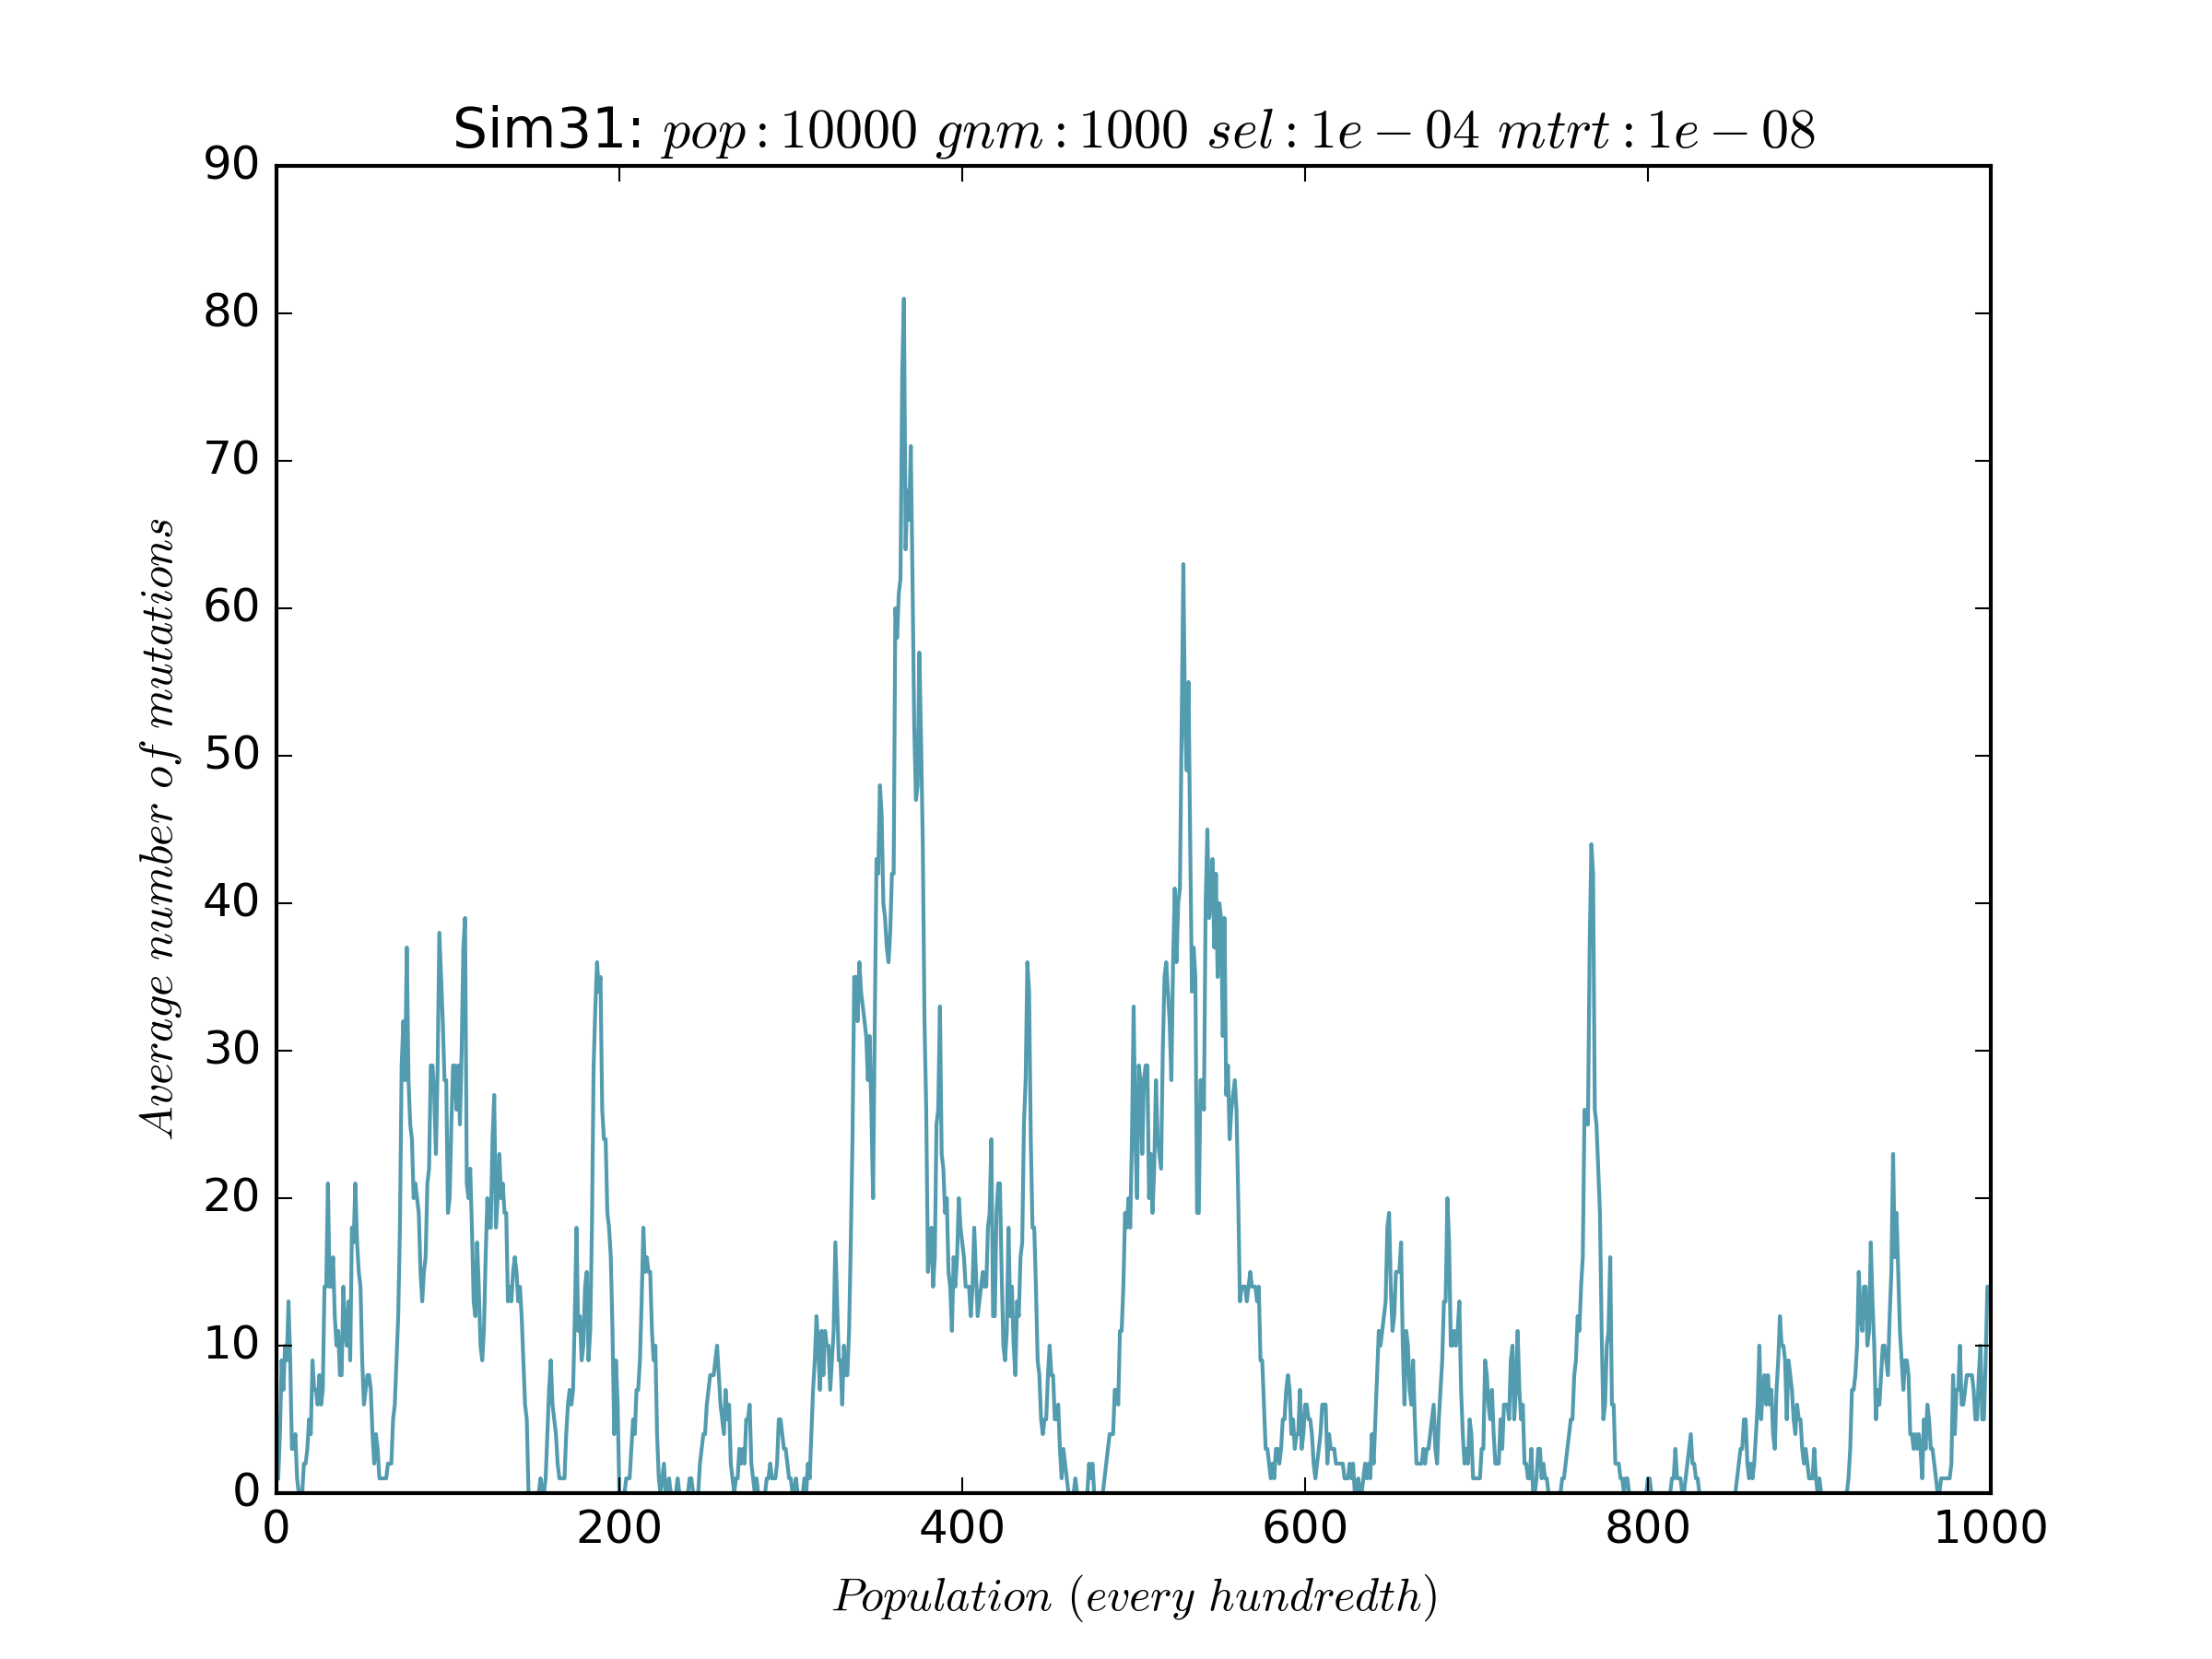 Sim31: pop : 10000 gnm : 1000 sel : 1e − 04 mtrt : 1e − 08
90
80
70
60
50
40
30
20
10
0
Average number of mutations
0 200 400 600 800 1000
Population (every hundredth)